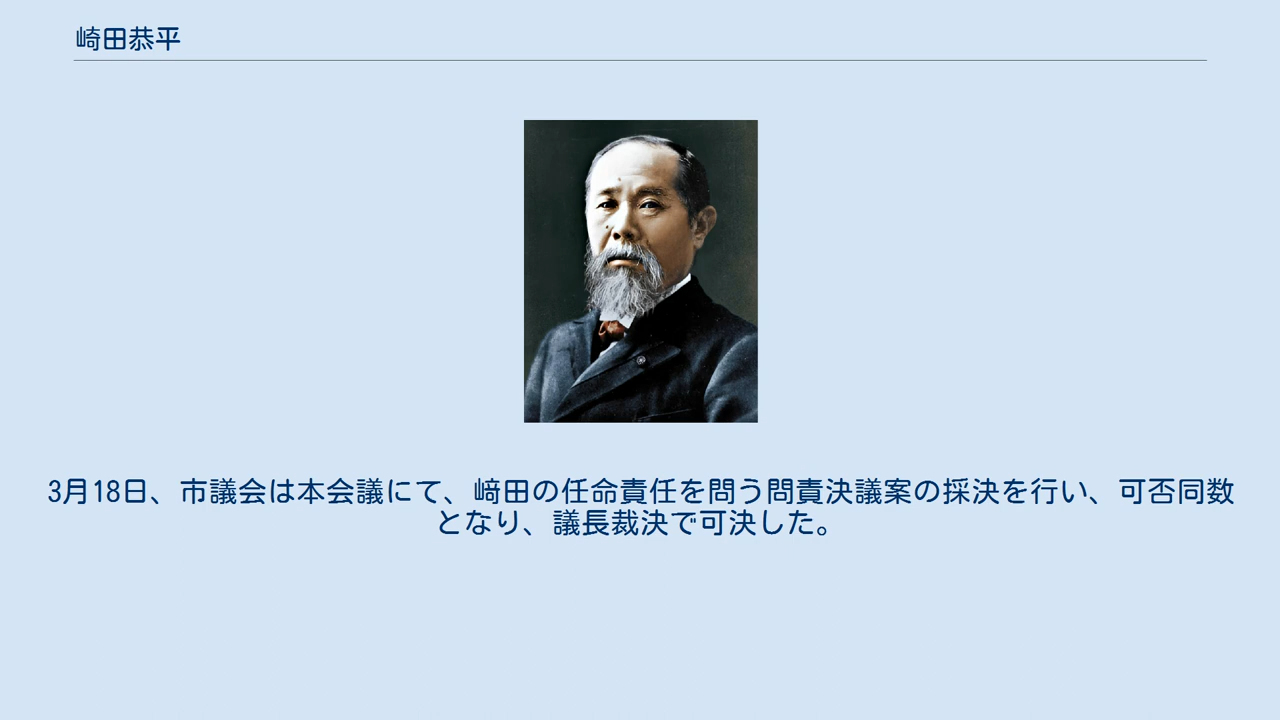 崎田恭平
3月18日、市議会は本会議にて、﨑田の任命責任を問う問責決議案の採決を行い、可否同数
となり、議長裁決で可決した。